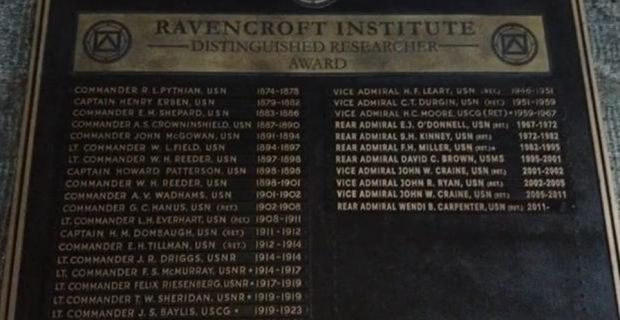 RAVENCROFT INSTITUTE
DISTINGUISHED RESEARCHER
AWARD
COMMANDER R. L. PYTHIAN, USN 1874-1878
CAPTAIN HENRY ERBEN, USN 1879-1882
COMMANDER E. M. SHEPARD, USN 1883-1886
COMMANDER A. S. CROWNINSHIELD, USN 1887-1890
COMMANDER JOHN McGOWAN, USN 1891-1894
LT. COMMANDER W. L. FIELD, USN 1894-1897
LT. COMMANDER W. H. REEDER, USN 1897-1898
CAPTAIN HOWARD PATTERSON, USN 1898-1898
COMMANDER W. H. REEDER, USN 1898-1901
COMMANDER A. V. WADHAMS, USN 1901-1902
COMMANDER G. C. HANUS, USN (RET.) 1902-1908
LT. COMMANDER L. H. EVERHART, USN (RET.) 1908-1911
CAPTAIN H. M. DOMBAUGH, USN (RET.) 1911-1912
COMMANDER E. H. TILLMAN, USN (RET.) 1912-1914
LT. COMMANDER J. R. DRIGGS, USNR 1914-1914
LT. COMMANDER F. S. McMURRAY, USNR • 1914-1917
LT. COMMANDER FELIX RIESENBERG, USNR • 1917-1919
LT. COMMANDER T. W. SHERIDAN, USNR • 1919-1919
LT. COMMANDER J. S. BAYLIS, USCG • 1919-1923
VICE ADMIRAL H. F. LEARY, USN (RET.) 1946-1951
VICE ADMIRAL C. T. DURGIN, USN (RET.) 1951-1959
VICE ADMIRAL H. C. MOORE, USCG (RET) • 1959-1967
REAR ADMIRAL E. J. O'DONNELL, USN (RET.) 1967-1972
REAR ADMIRAL S. H. KINNEY, USN (RET.) 1972-1982
REAR ADMIRAL F. H. MILLER, USN (RET.) • 1982-1995
REAR ADMIRAL DAVID C. BROWN, USMS 1995-2001
VICE ADMIRAL JOHN W. CRAINE, USN (RET.) 2001-2002
VICE ADMIRAL JOHN R. RYAN, USN (RET.) 2002-2005
VICE ADMIRAL JOHN W. CRAINE, USN (RET.) 2005-2011
REAR ADMIRAL WENDI B. CARPENTER, USN (RET.) 2011-